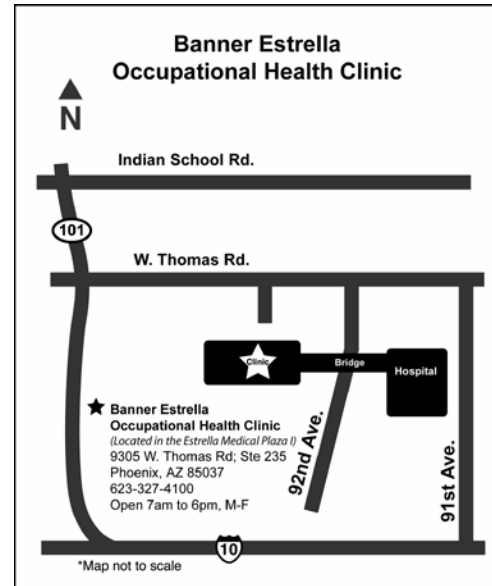 Banner Estrella
Occupational Health Clinic
N
Indian School Rd.
101
W. Thomas Rd.
Clinic
Bridge
Hospital
Banner Estrella
Occupational Health Clinic
(Located in the Estrella Medical Plaza I)
9305 W. Thomas Rd; Ste 235
Phoenix, AZ 85037
623-327-4100
Open 7am to 6pm, M-F
92nd Ave.
91st Ave.
10
*Map not to scale